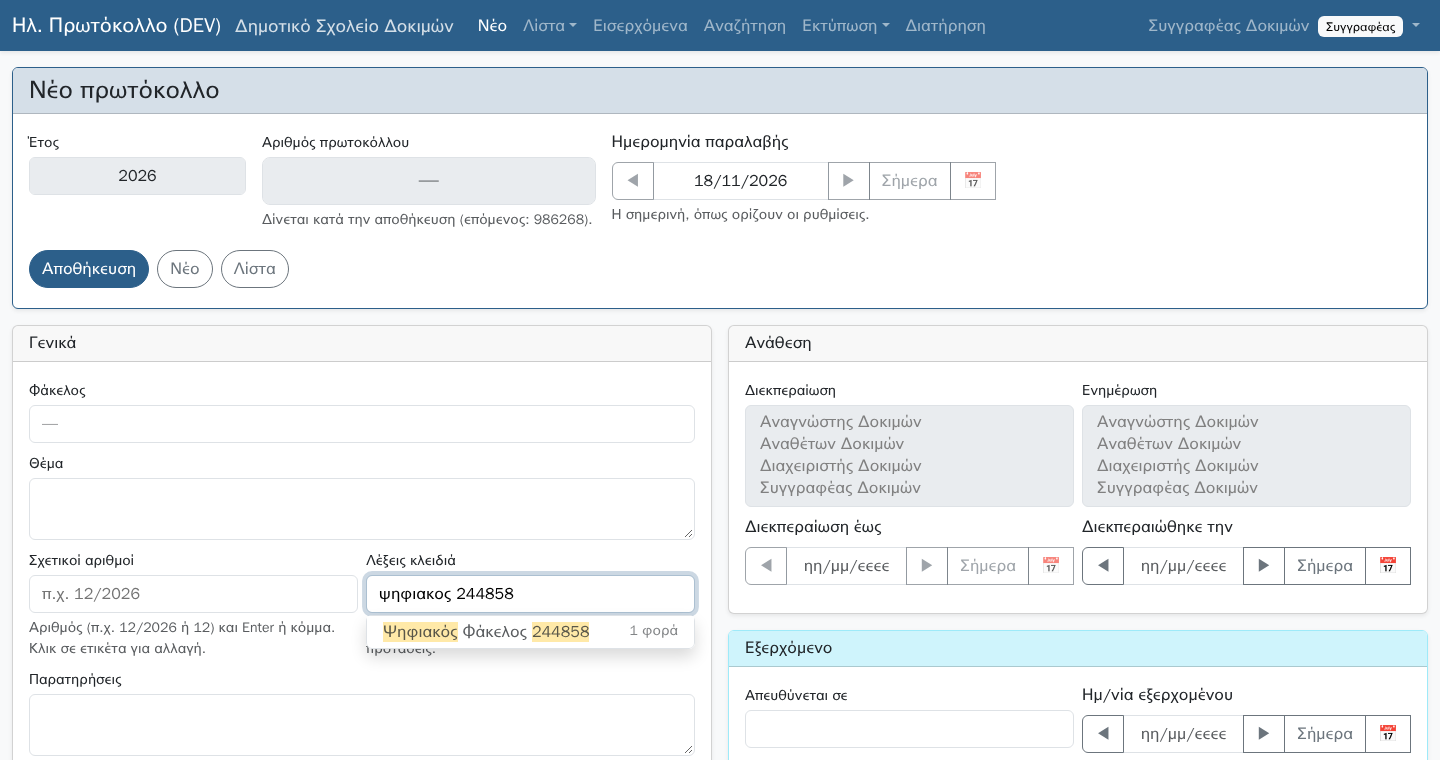 Ηλ. Πρωτόκολλο (DEV) Δημοτικό Σχολείο Δοκιμών Νέο Λίστα Εισερχόμενα Αναζήτηση Εκτύπωση Διατήρηση Συγγραφέας Δοκιμών Συγγραφέας
Νέο πρωτόκολλο
Έτος Αριθμός πρωτοκόλλου Ημερομηνία παραλαβής
2026 — 18/11/2026 Σήμερα
Δίνεται κατά την αποθήκευση (επόμενος: 986268). Η σημερινή, όπως ορίζουν οι ρυθμίσεις.
Αποθήκευση Νέο Λίστα
Γενικά
Φάκελος
—
Θέμα
Σχετικοί αριθμοί Λέξεις κλειδιά
π.χ. 12/2026 ψηφιακος 244858
Αριθμός (π.χ. 12/2026 ή 12) και Enter ή κόμμα. Ψηφιακός Φάκελος 244858 1 φορά
Κλικ σε ετικέτα για αλλαγή. προτάσεις.
Παρατηρήσεις
Ανάθεση
Διεκπεραίωση Ενημέρωση
Αναγνώστης Δοκιμών Αναγνώστης Δοκιμών
Αναθέτων Δοκιμών Αναθέτων Δοκιμών
Διαχειριστής Δοκιμών Διαχειριστής Δοκιμών
Συγγραφέας Δοκιμών Συγγραφέας Δοκιμών
Διεκπεραίωση έως Διεκπεραιώθηκε την
ηη/μμ/εεεε Σήμερα ηη/μμ/εεεε Σήμερα
Εξερχόμενο
Απευθύνεται σε Ημ/νία εξερχομένου
ηη/μμ/εεεε Σήμερα